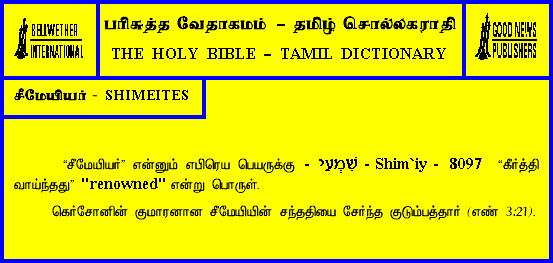 BELLWETHER
INTERNATIONAL
பரிசுத்த வேதாகமம் – தமிழ் சொல்லகராதி
THE HOLY BIBLE – TAMIL DICTIONARY
GOOD NEWS
PUBLISHERS
சீமேயியர் - SHIMEITES
“சீமேயியர்” என்னும் எபிரெய பெயருக்கு - שִׁמְעִי - Shim`iy - 8097 “கீர்த்தி
வாய்ந்தது” "renowned" என்று பொருள்.
கெர்சோனின் குமாரனான சீமேயியின் சந்ததியை சேர்ந்த குடும்பத்தார் (எண் 3:21).